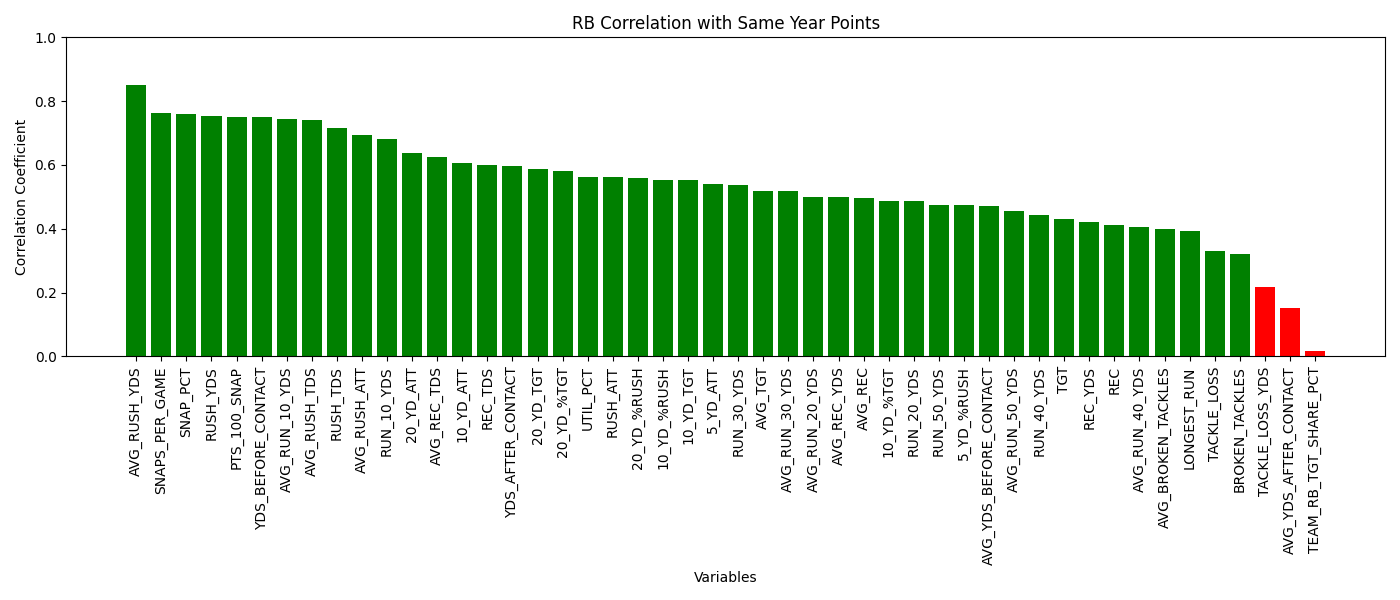 RB Correlation with Same Year Points
1.0
0.8
0.6
0.4
0.2
0.0
Correlation Coefficient
AVG_RUSH_YDS
SNAPS_PER_GAME
SNAP_PCT
RUSH_YDS
PTS_100_SNAP
YDS_BEFORE_CONTACT
AVG_RUN_10_YDS
AVG_RUSH_TDS
RUSH_TDS
AVG_RUSH_ATT
RUN_10_YDS
20_YD_ATT
AVG_REC_TDS
10_YD_ATT
REC_TDS
YDS_AFTER_CONTACT
20_YD_TGT
20_YD_%TGT
UTIL_PCT
RUSH_ATT
20_YD_%RUSH
10_YD_%RUSH
10_YD_TGT
5_YD_ATT
RUN_30_YDS
AVG_TGT
AVG_RUN_30_YDS
AVG_RUN_20_YDS
AVG_REC_YDS
AVG_REC
10_YD_%TGT
RUN_20_YDS
RUN_50_YDS
5_YD_%RUSH
AVG_YDS_BEFORE_CONTACT
AVG_RUN_50_YDS
RUN_40_YDS
TGT
REC_YDS
REC
AVG_RUN_40_YDS
AVG_BROKEN_TACKLES
LONGEST_RUN
TACKLE_LOSS
BROKEN_TACKLES
TACKLE_LOSS_YDS
AVG_YDS_AFTER_CONTACT
TEAM_RB_TGT_SHARE_PCT
Variables